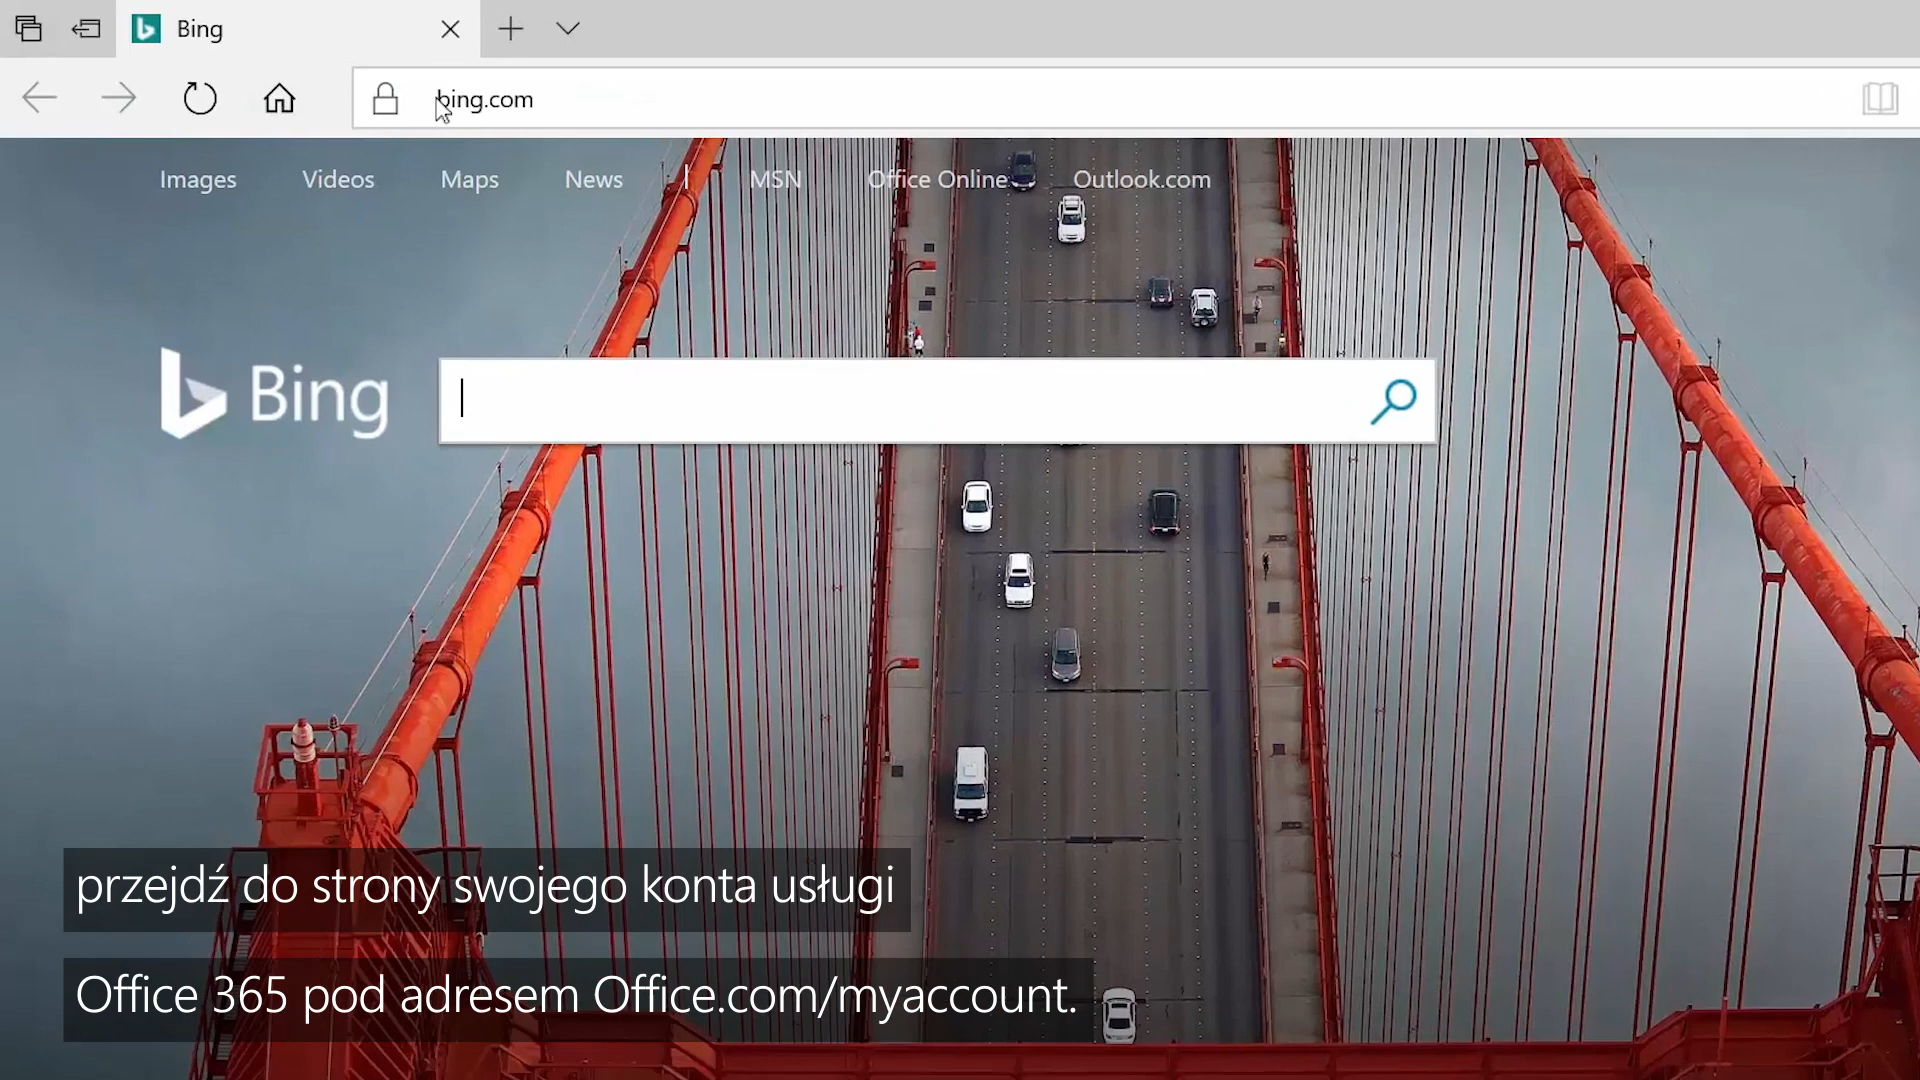 Bing
bing.com
Images Videos Maps News | MSN Office Online Outlook.com
Bing
przejdź do strony swojego konta usługi
Office 365 pod adresem Office.com/myaccount.